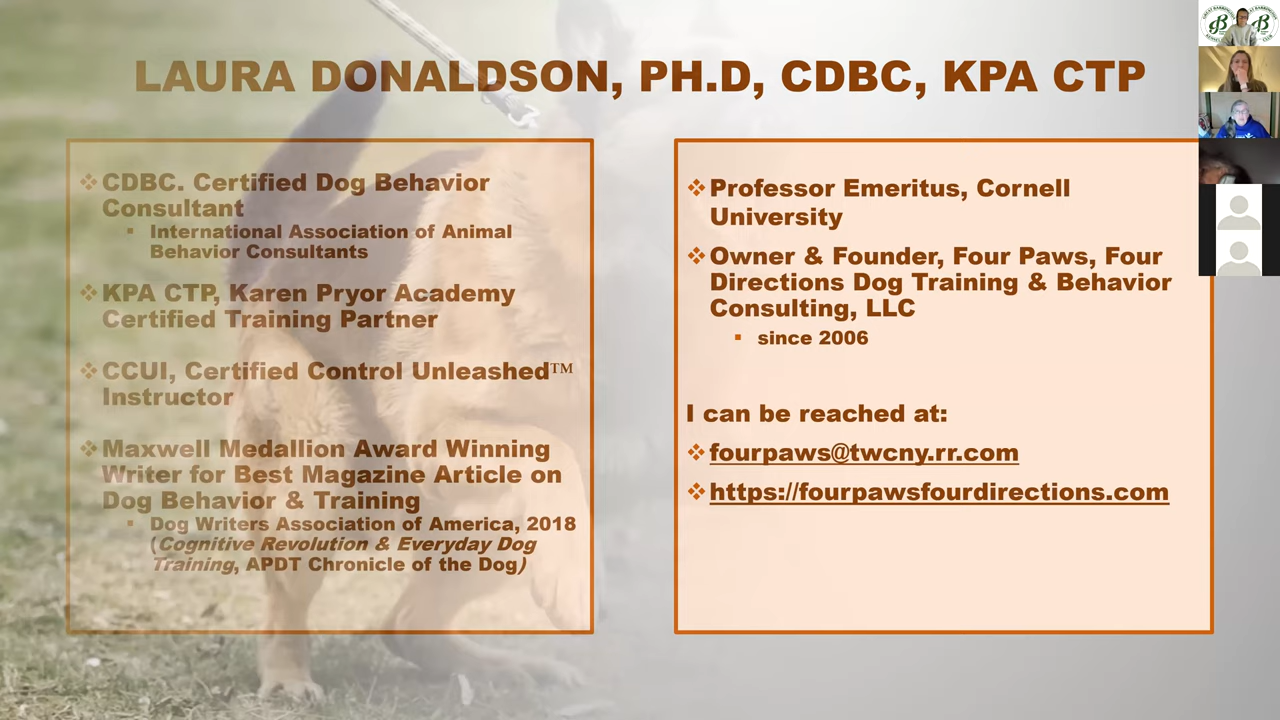 LAURA DONALDSON, PH.D, CDBC, KPA CTP
❖CDBC. Certified Dog Behavior
Consultant
▪ International Association of Animal
Behavior Consultants
❖KPA CTP, Karen Pryor Academy
Certified Training Partner
❖CCUI, Certified Control Unleashed™
Instructor
❖Maxwell Medallion Award Winning
Writer for Best Magazine Article on
Dog Behavior & Training
▪ Dog Writers Association of America, 2018
(Cognitive Revolution & Everyday Dog
Training, APDT Chronicle of the Dog)
❖Professor Emeritus, Cornell
University
❖Owner & Founder, Four Paws, Four
Directions Dog Training & Behavior
Consulting, LLC
▪ since 2006
I can be reached at:
❖fourpaws@twcny.rr.com
❖https://fourpawsfourdirections.com